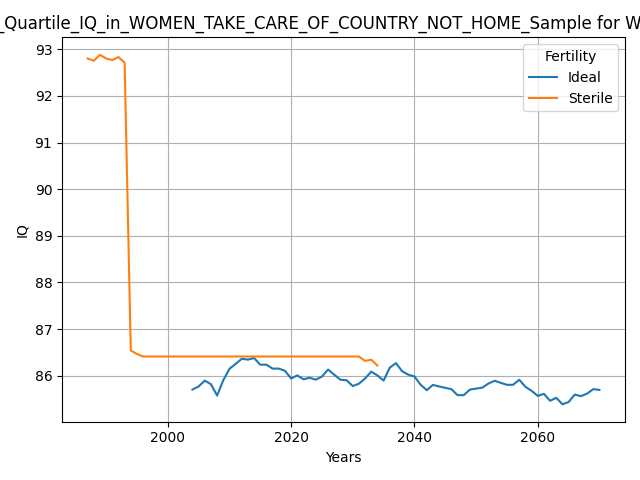 _Quartile_IQ_in_WOMEN_TAKE_CARE_OF_COUNTRY_NOT_HOME_Sample for W
Fertility
Ideal
Sterile
93
92
91
90
89
88
87
86
IQ
2000 2020 2040 2060
Years